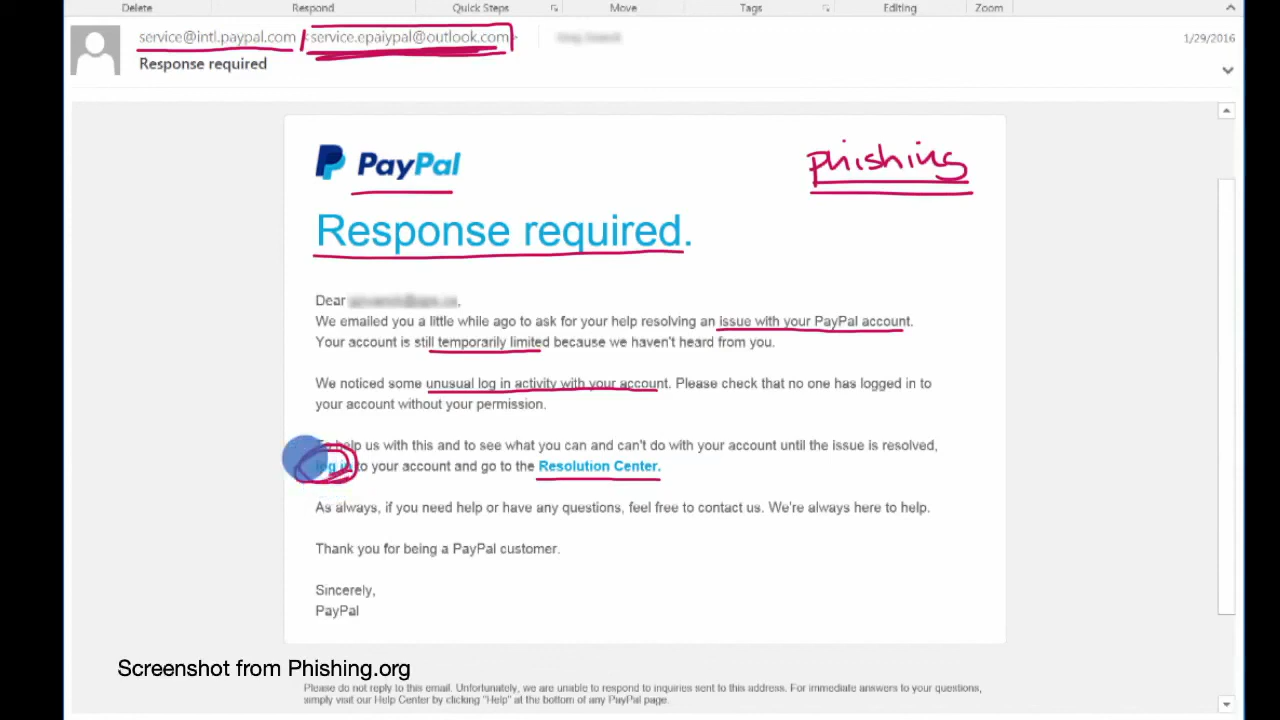 Delete Respond Quick Steps Move Tags Editing Zoom
service@intl.paypal.com <service.epaiypal@outlook.com>
1/29/2016
Response required
PayPal
phishing
Response required.
Dear ,
We emailed you a little while ago to ask for your help resolving an issue with your PayPal account.
Your account is still temporarily limited because we haven't heard from you.
We noticed some unusual log in activity with your account. Please check that no one has logged in to
your account without your permission.
To help us with this and to see what you can and can't do with your account until the issue is resolved,
log in to your account and go to the Resolution Center.
As always, if you need help or have any questions, feel free to contact us. We're always here to help.
Thank you for being a PayPal customer.
Sincerely,
PayPal
Screenshot from Phishing.org
Please do not reply to this email. Unfortunately, we are unable to respond to inquiries sent to this address. For immediate answers to your questions,
simply visit our Help Center by clicking "Help" at the bottom of any PayPal page.